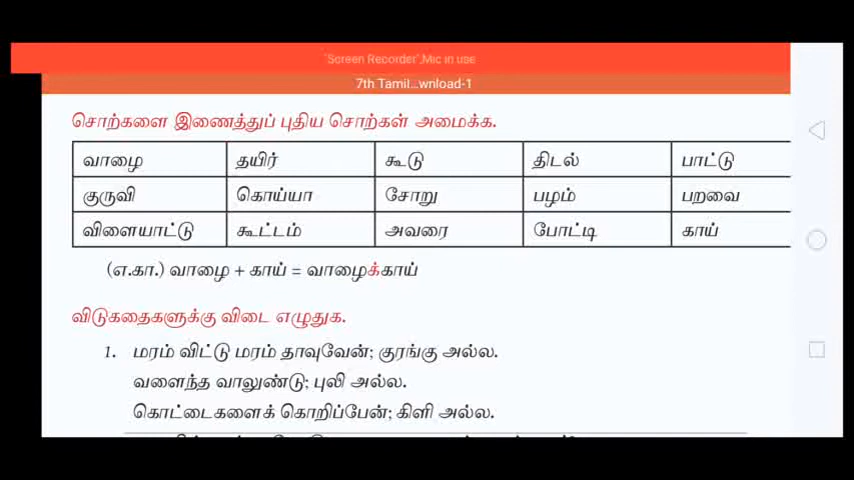 'Screen Recorder',Mic in use
7th Tamil...wnload-1
சொற்களை இணைத்துப் புதிய சொற்கள் அமைக்க.
வாழை தயிர் கூடு திடல் பாட்டு
குருவி கொய்யா சோறு பழம் பறவை
விளையாட்டு கூட்டம் அவரை போட்டி காய்
(எ.கா.) வாழை + காய் = வாழைக்காய்
விடுகதைகளுக்கு விடை எழுதுக.
1. மரம் விட்டு மரம் தாவுவேன்; குரங்கு அல்ல.
வளைந்த வாலுண்டு; புலி அல்ல.
கொட்டைகளைக் கொறிப்பேன்; கிளி அல்ல.